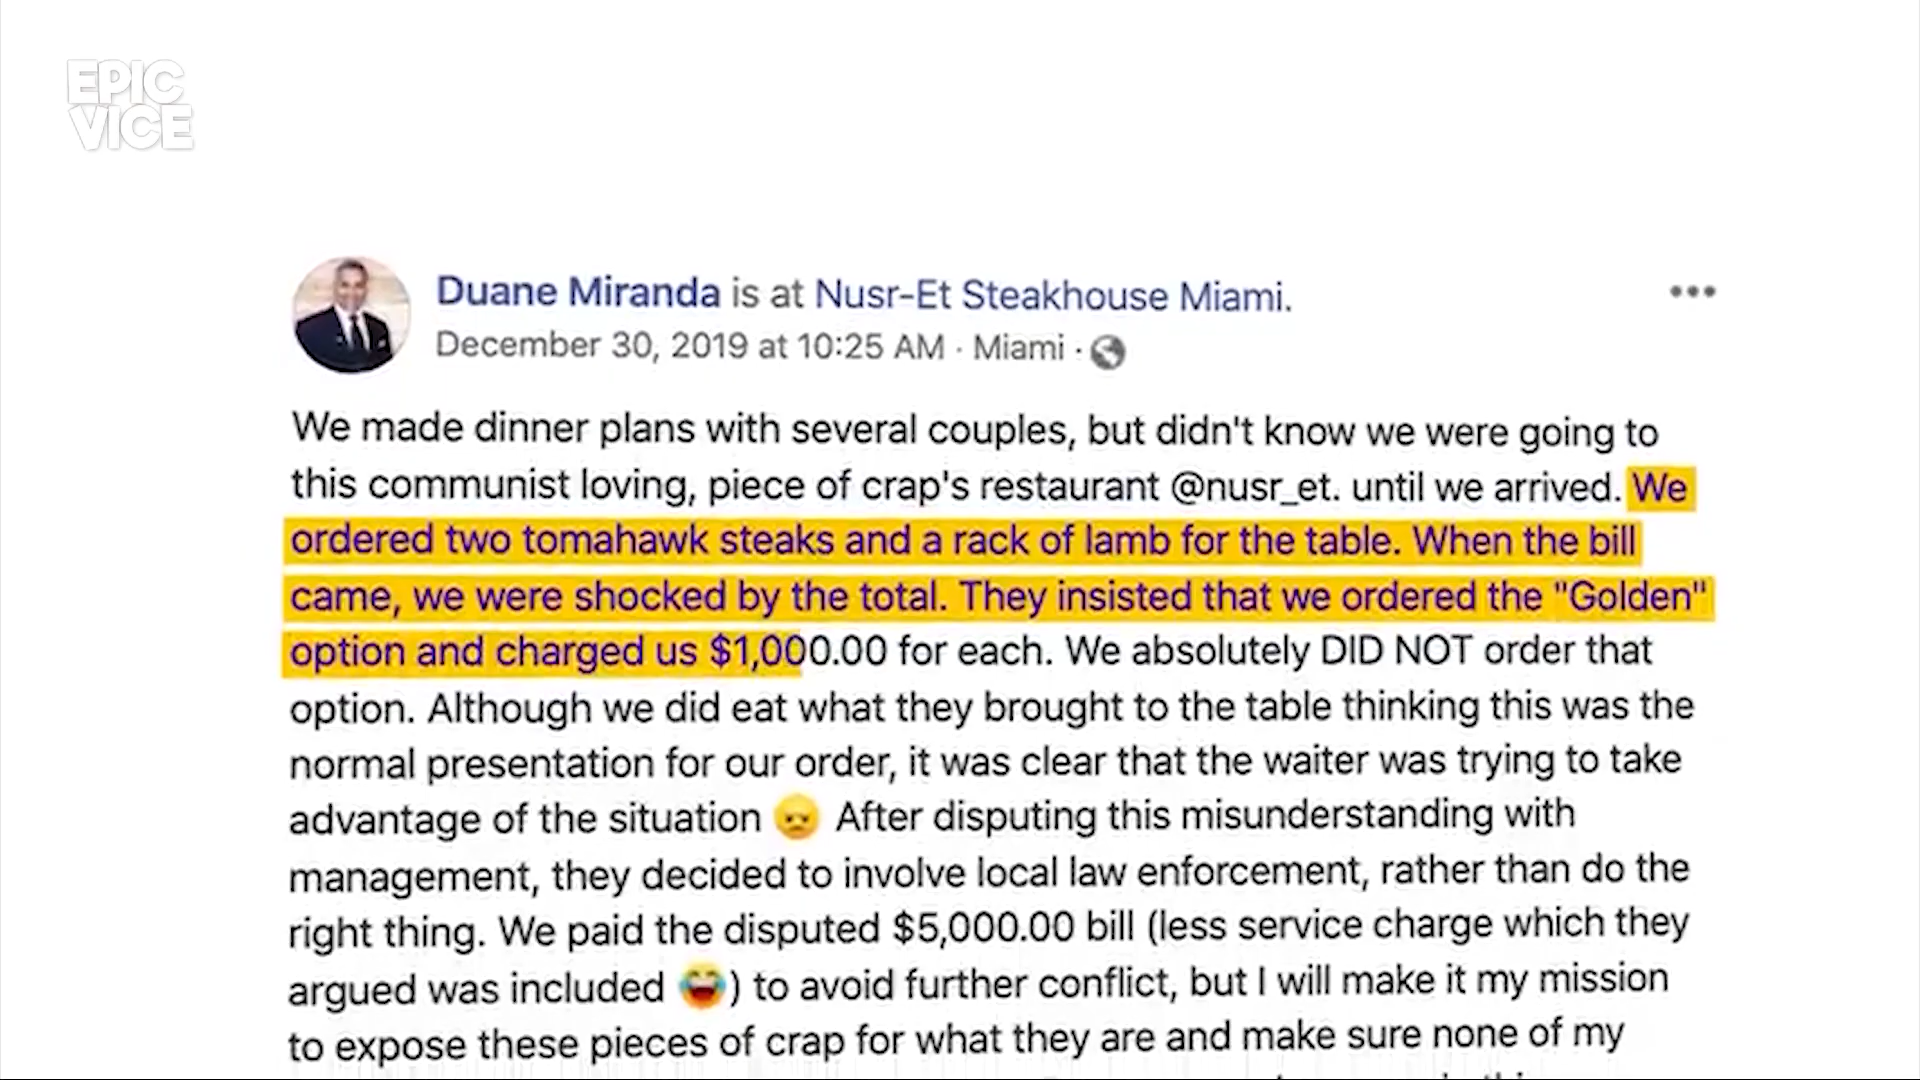 EPIC
VICE
Duane Miranda is at Nusr-Et Steakhouse Miami.
December 30, 2019 at 10:25 AM · Miami ·
We made dinner plans with several couples, but didn't know we were going to
this communist loving, piece of crap's restaurant @nusr_et. until we arrived. We
ordered two tomahawk steaks and a rack of lamb for the table. When the bill
came, we were shocked by the total. They insisted that we ordered the "Golden"
option and charged us $1,000.00 for each. We absolutely DID NOT order that
option. Although we did eat what they brought to the table thinking this was the
normal presentation for our order, it was clear that the waiter was trying to take
advantage of the situation 😠 After disputing this misunderstanding with
management, they decided to involve local law enforcement, rather than do the
right thing. We paid the disputed $5,000.00 bill (less service charge which they
argued was included 😂) to avoid further conflict, but I will make it my mission
to expose these pieces of crap for what they are and make sure none of my